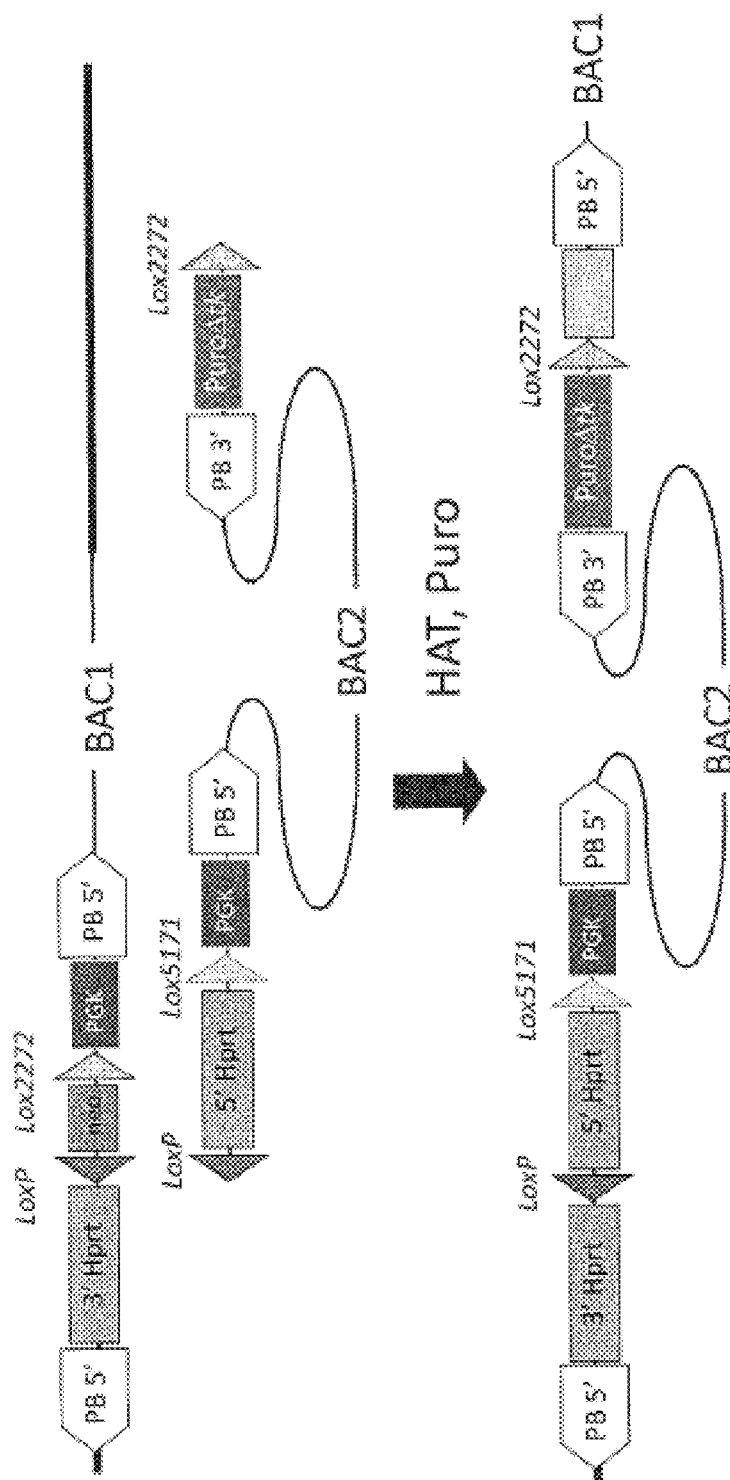 LoxP Lox2272
PB 5' 3' Hprt PGK PB 5' BAC1
LoxP Lox5171 Lox2272
5' Hprt PGK PB 5' PB 3' PuroΔtk
BAC2
HAT, Puro
LoxP Lox5171 Lox2272
PB 5' 3' Hprt 5' Hprt PGK PB 5' PB 3' PuroΔtk PB 5' BAC1
BAC2